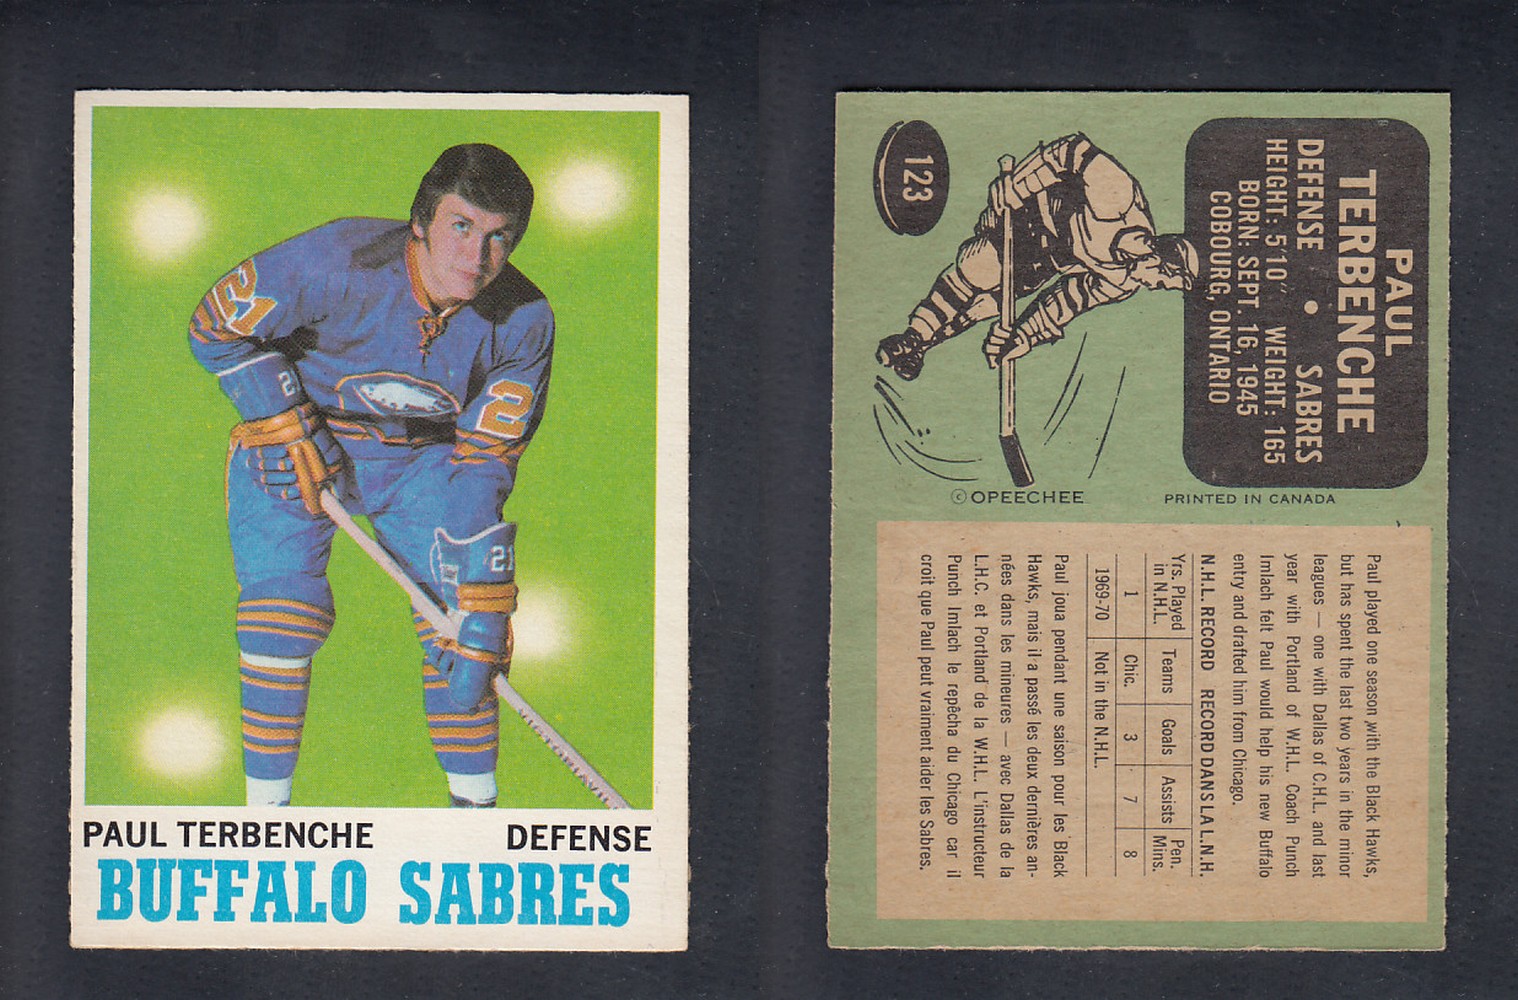 21
2
2
21
PAUL TERBENCHE DEFENSE
BUFFALO SABRES
123
PAUL
TERBENCHE
DEFENSE • SABRES
HEIGHT: 5'10" WEIGHT: 165
BORN: SEPT. 16, 1945
COBOURG, ONTARIO
© OPEECHEE PRINTED IN CANADA
Paul played one season with the Black Hawks,
but has spent the last two years in the minor
leagues — one with Dallas of C.H.L. and last
year with Portland of W.H.L. Coach Punch
Imlach felt Paul would help his new Buffalo
entry and drafted him from Chicago.
N.H.L. RECORD RECORD DANS LA L.N.H.
Yrs. Played Teams Goals Assists Pen.
in N.H.L. Mins.
1 Chic. 3 7 8
1969-70 Not in the N.H.L.
Paul joua pendant une saison pour les Black
Hawks, mais il a passé les deux dernières an-
nées dans les mineures — avec Dallas de la
L.H.C. et Portland de la W.H.L. L'instructeur
Punch Imlach le repêcha du Chicago car il
croit que Paul peut vraiment aider les Sabres.